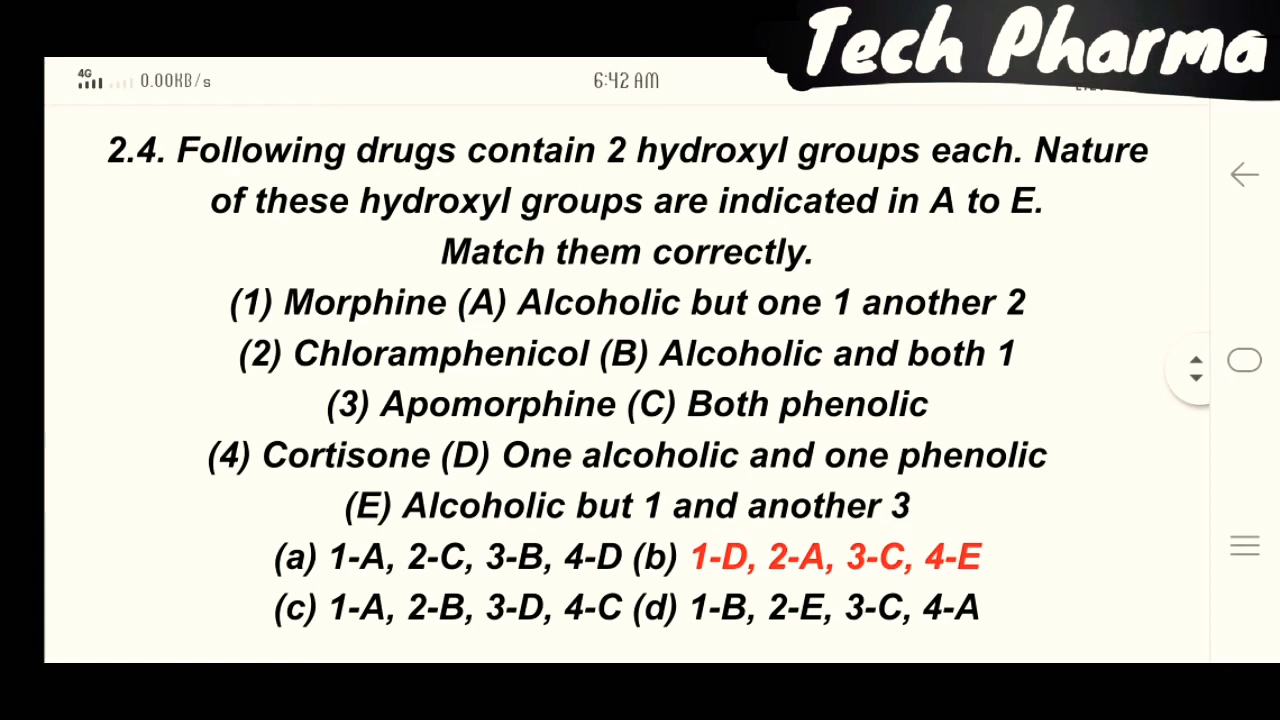 Tech Pharma
4G 0.00KB/s 6:42 AM
2.4. Following drugs contain 2 hydroxyl groups each. Nature
of these hydroxyl groups are indicated in A to E.
Match them correctly.
(1) Morphine (A) Alcoholic but one 1 another 2
(2) Chloramphenicol (B) Alcoholic and both 1
(3) Apomorphine (C) Both phenolic
(4) Cortisone (D) One alcoholic and one phenolic
(E) Alcoholic but 1 and another 3
(a) 1-A, 2-C, 3-B, 4-D (b) 1-D, 2-A, 3-C, 4-E
(c) 1-A, 2-B, 3-D, 4-C (d) 1-B, 2-E, 3-C, 4-A